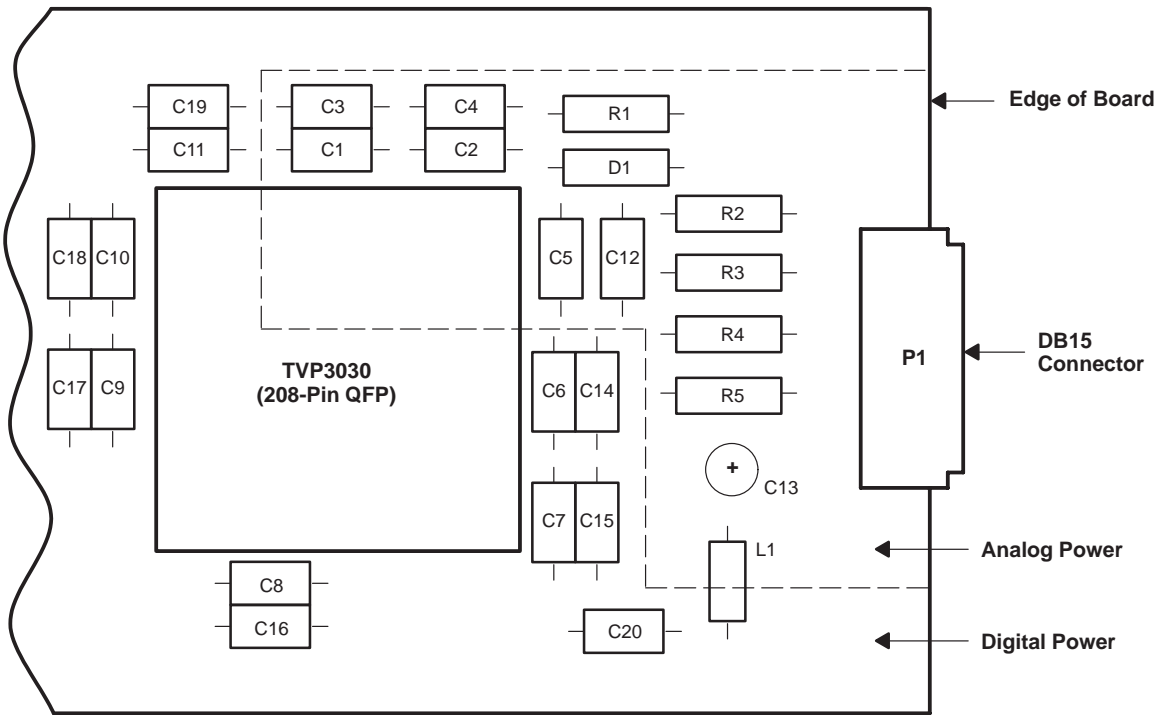 C19
C3
C4
R1
Edge of Board
C11
C1
C2
D1
R2
C18
C10
C5
C12
R3
R4
DB15
Connector
P1
TVP3030
(208-Pin QFP)
C17
C9
C6
C14
R5
+
C13
C7
C15
L1
Analog Power
C8
C16
C20
Digital Power